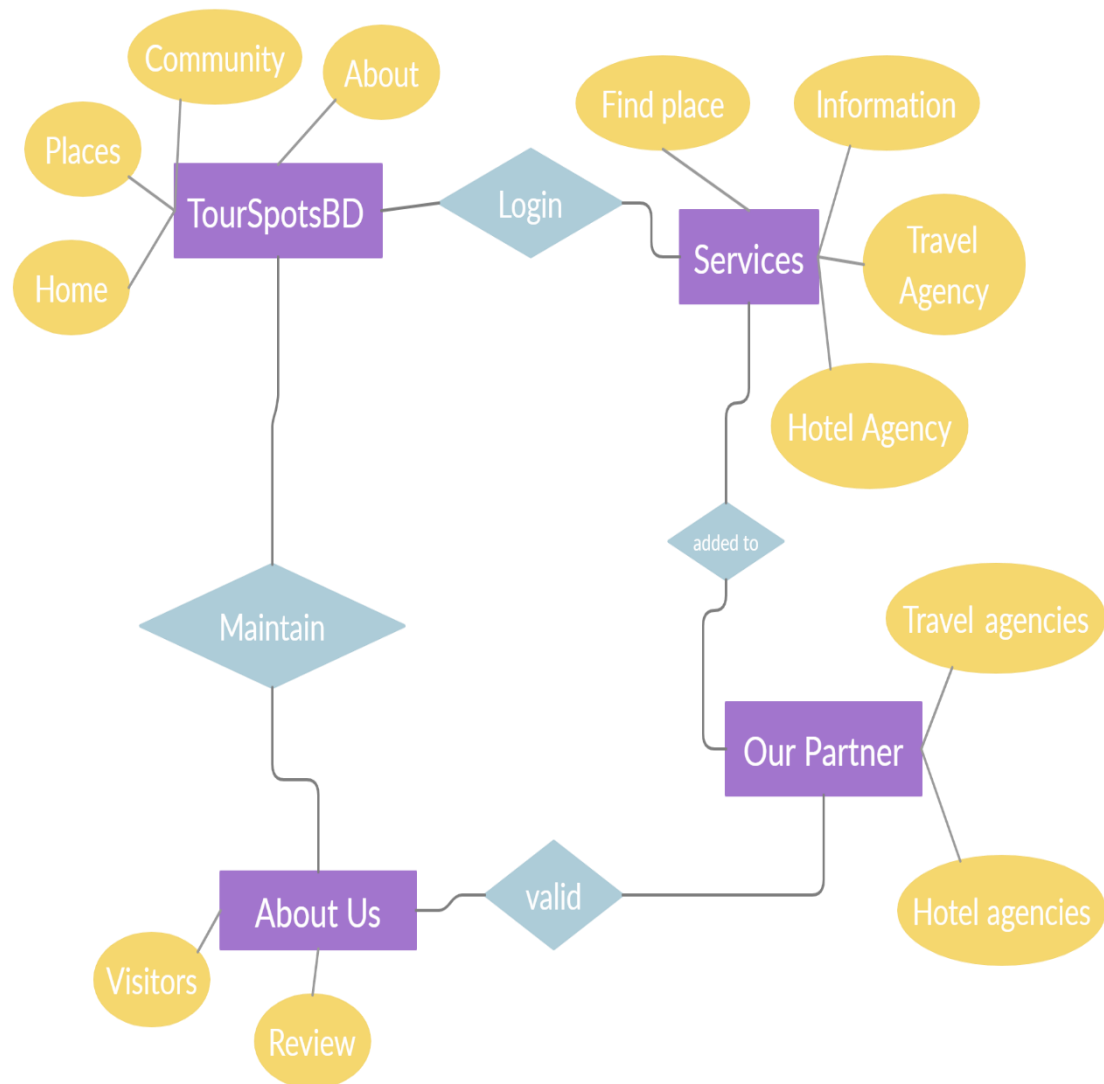 Community
About
Find place
Information
Places
TourSpotsBD
Login
Services
Travel
Agency
Home
Hotel Agency
added to
Travel agencies
Maintain
Our Partner
About Us
valid
Hotel agencies
Visitors
Review